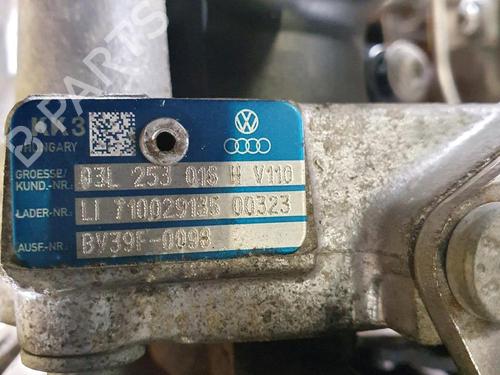 B-PARTS
KK3
HUNGARY
GROESSE/
KUND.-NR. 03L 253 016 H V110
LADER-NR. LI 710029135 00323
AUSF.-NR. BV39F-0098